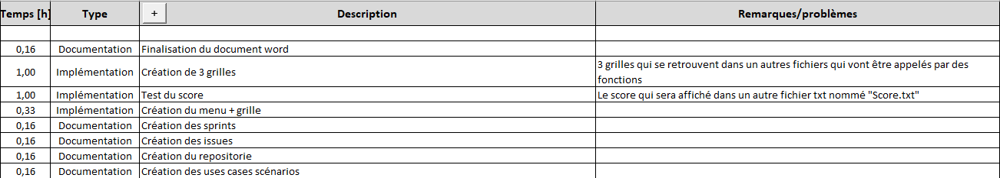 Temps [h] Type + Description Remarques/problèmes
0,16 Documentation Finalisation du document word
1,00 Implémentation Création de 3 grilles 3 grilles qui se retrouvent dans un autres fichiers qui vont être appelés par des
fonctions
1,00 Implémentation Test du score Le score qui sera affiché dans un autre fichier txt nommé "Score.txt"
0,33 Implémentation Création du menu + grille
0,16 Documentation Création des sprints
0,16 Documentation Création des issues
0,16 Documentation Création du repositorie
0,16 Documentation Création des uses cases scénarios